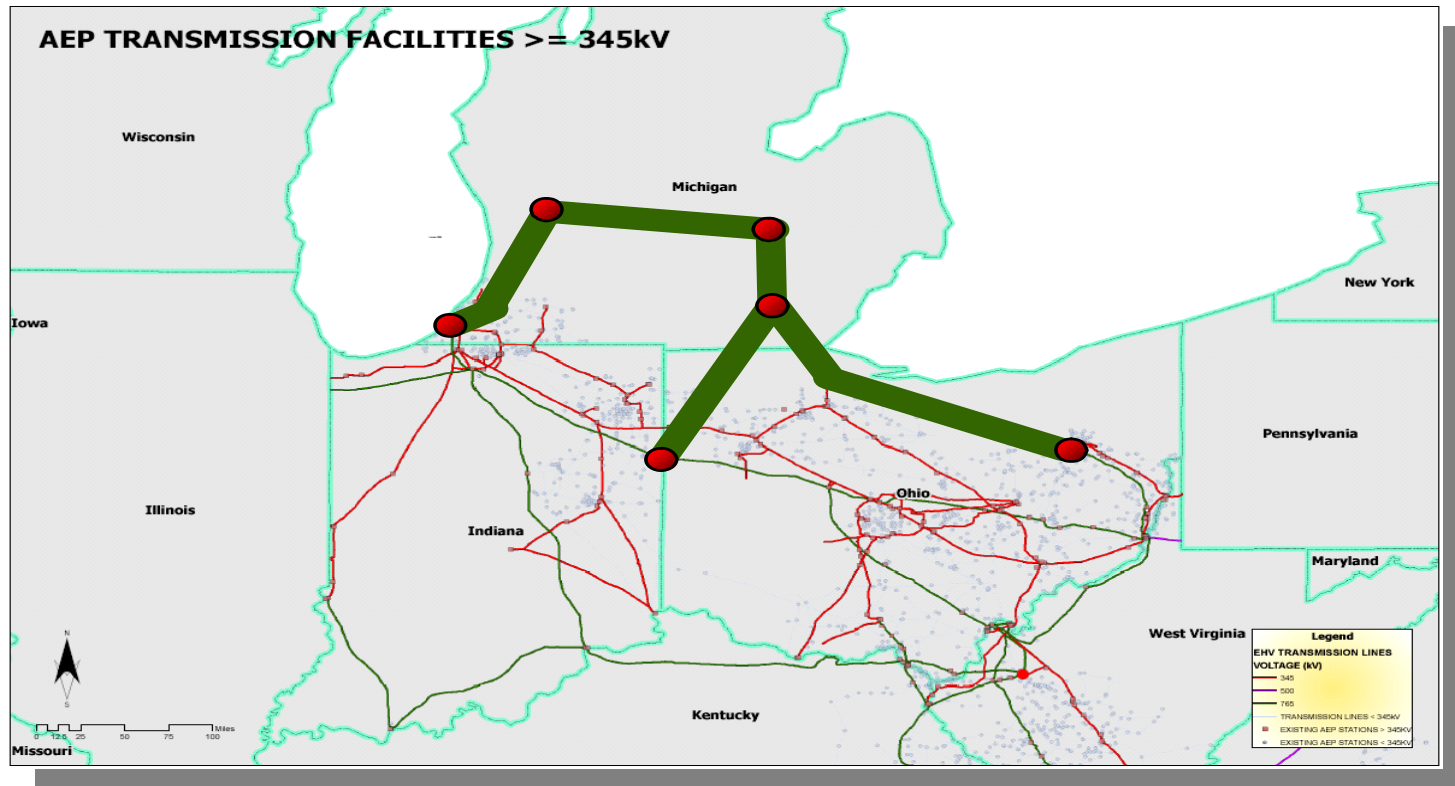 AEP TRANSMISSION FACILITIES >= 345kV
Wisconsin
Michigan
New York
Iowa
Pennsylvania
Illinois
Ohio
Indiana
Maryland
West Virginia
Kentucky
Missouri
N
S
0 12.5 25 50 75 100 Miles
Legend
EHV TRANSMISSION LINES
VOLTAGE (kV)
345
500
765
TRANSMISSION LINES < 345kV
EXISTING AEP STATIONS > 345KV
EXISTING AEP STATIONS < 345KV